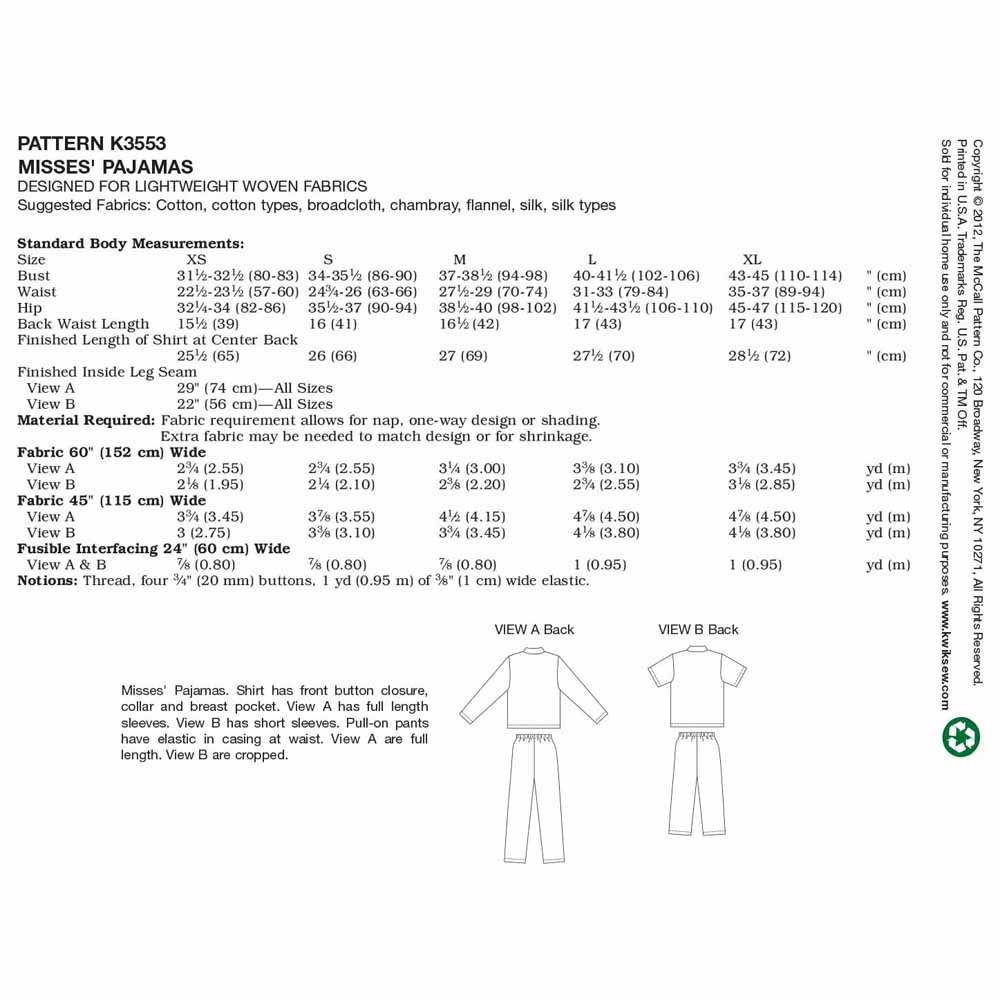 PATTERN K3553
MISSES' PAJAMAS
DESIGNED FOR LIGHTWEIGHT WOVEN FABRICS
Suggested Fabrics: Cotton, cotton types, broadcloth, chambray, flannel, silk, silk types
Standard Body Measurements:
Size XS S M L XL
Bust 31½-32½ (80-83) 34-35½ (86-90) 37-38½ (94-98) 40-41½ (102-106) 43-45 (110-114) " (cm)
Waist 22½-23½ (57-60) 24¾-26 (63-66) 27½-29 (70-74) 31-33 (79-84) 35-37 (89-94) " (cm)
Hip 32¼-34 (82-86) 35½-37 (90-94) 38½-40 (98-102) 41½-43½ (106-110) 45-47 (115-120) " (cm)
Back Waist Length 15½ (39) 16 (41) 16½ (42) 17 (43) 17 (43) " (cm)
Finished Length of Shirt at Center Back
25½ (65) 26 (66) 27 (69) 27½ (70) 28½ (72) " (cm)
Finished Inside Leg Seam
View A 29" (74 cm)—All Sizes
View B 22" (56 cm)—All Sizes
Material Required: Fabric requirement allows for nap, one-way design or shading.
Extra fabric may be needed to match design or for shrinkage.
Fabric 60" (152 cm) Wide
View A 2¾ (2.55) 2¾ (2.55) 3¼ (3.00) 3⅜ (3.10) 3¾ (3.45) yd (m)
View B 2⅛ (1.95) 2¼ (2.10) 2⅜ (2.20) 2¾ (2.55) 3⅛ (2.85) yd (m)
Fabric 45" (115 cm) Wide
View A 3¾ (3.45) 3⅞ (3.55) 4½ (4.15) 4⅞ (4.50) 4⅞ (4.50) yd (m)
View B 3 (2.75) 3⅜ (3.10) 3¾ (3.45) 4⅛ (3.80) 4⅛ (3.80) yd (m)
Fusible Interfacing 24" (60 cm) Wide
View A & B ⅞ (0.80) ⅞ (0.80) ⅞ (0.80) 1 (0.95) 1 (0.95) yd (m)
Notions: Thread, four ¾" (20 mm) buttons, 1 yd (0.95 m) of ⅜" (1 cm) wide elastic.
VIEW A Back VIEW B Back
Misses' Pajamas. Shirt has front button closure,
collar and breast pocket. View A has full length
sleeves. View B has short sleeves. Pull-on pants
have elastic in casing at waist. View A are full
length. View B are cropped.
Copyright © 2012, The McCall Pattern Co., 120 Broadway, New York, NY 10271, All Rights Reserved.
Printed in U.S.A. Trademarks Reg. U.S. Pat. & TM Off.
Sold for individual home use only and not for commercial or manufacturing purposes. www.kwiksew.com